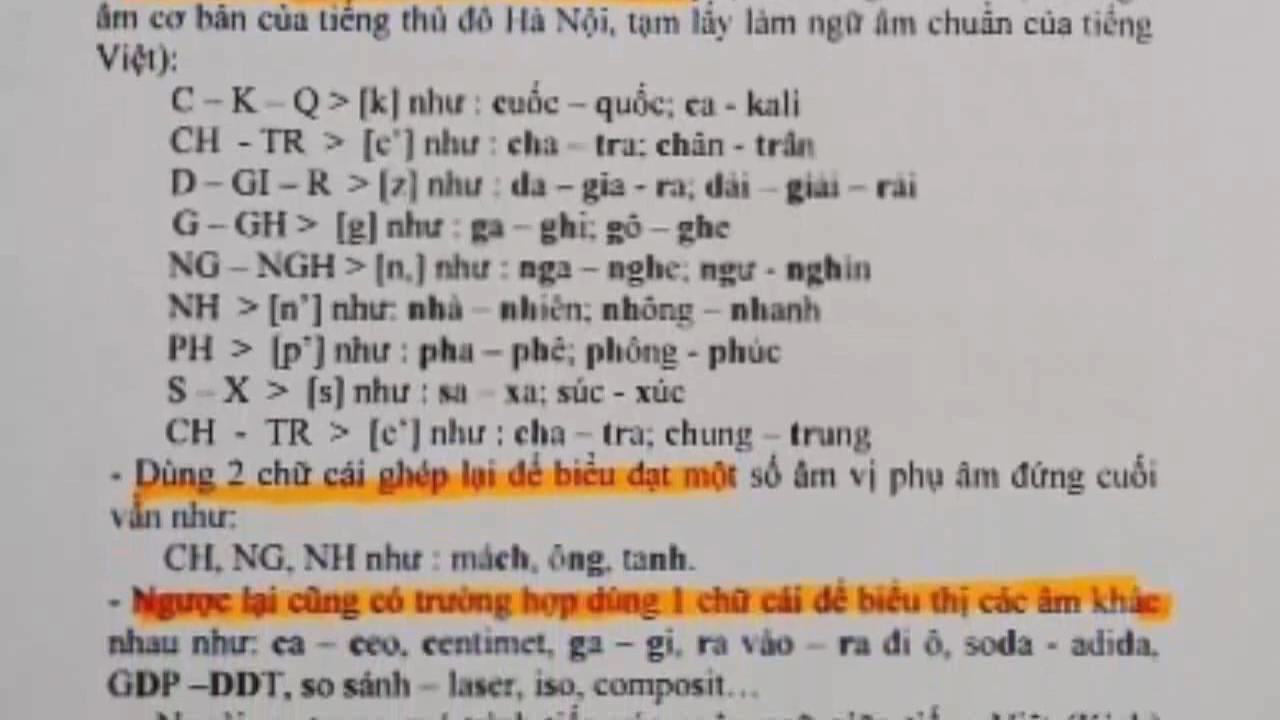 âm cơ bản của tiếng thủ đô Hà Nội, tạm lấy làm ngữ âm chuẩn của tiếng
Việt):
C – K – Q > [k] như : cuốc – quốc; ca - kali
CH - TR > [c'] như : cha – tra; chân - trân
D – GI – R > [z] như : da – gia - ra; dải – giải – rải
G – GH > [g] như : ga – ghi; gô – ghe
NG – NGH > [n,] như : nga – nghe; ngư - nghin
NH > [n'] như: nhà – nhiên; nhông – nhanh
PH > [p'] như : pha – phê; phông - phúc
S – X > [s] như : sa – xa; súc - xúc
CH - TR > [c'] như : cha – tra; chung – trung
- Dùng 2 chữ cái ghép lại để biểu đạt một số âm vị phụ âm đứng cuối
vần như:
CH, NG, NH như : mách, ông, tanh.
- Ngược lại cũng có trường hợp dùng 1 chữ cái để biểu thị các âm khác
nhau như: ca – ceo, centimet, ga – gi, ra vào – ra đi ô, soda - adida,
GDP –DDT, so sánh – laser, iso, composit...